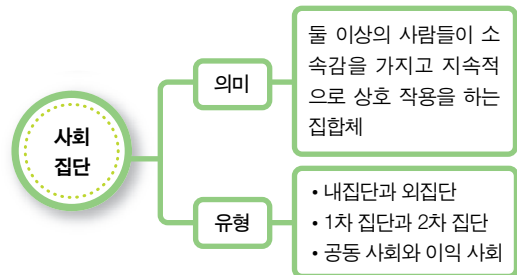 사회
집단
의미
둘 이상의 사람들이 소
속감을 가지고 지속적
으로 상호 작용을 하는
집합체
유형
• 내집단과 외집단
• 1차 집단과 2차 집단
• 공동 사회와 이익 사회